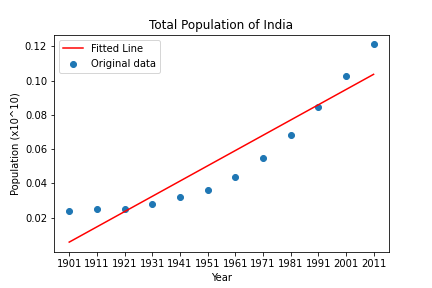 Total Population of India
Fitted Line
Original data
0.12
0.10
0.08
0.06
0.04
0.02
Population (x10^10)
1901 1911 1921 1931 1941 1951 1961 1971 1981 1991 2001 2011
Year